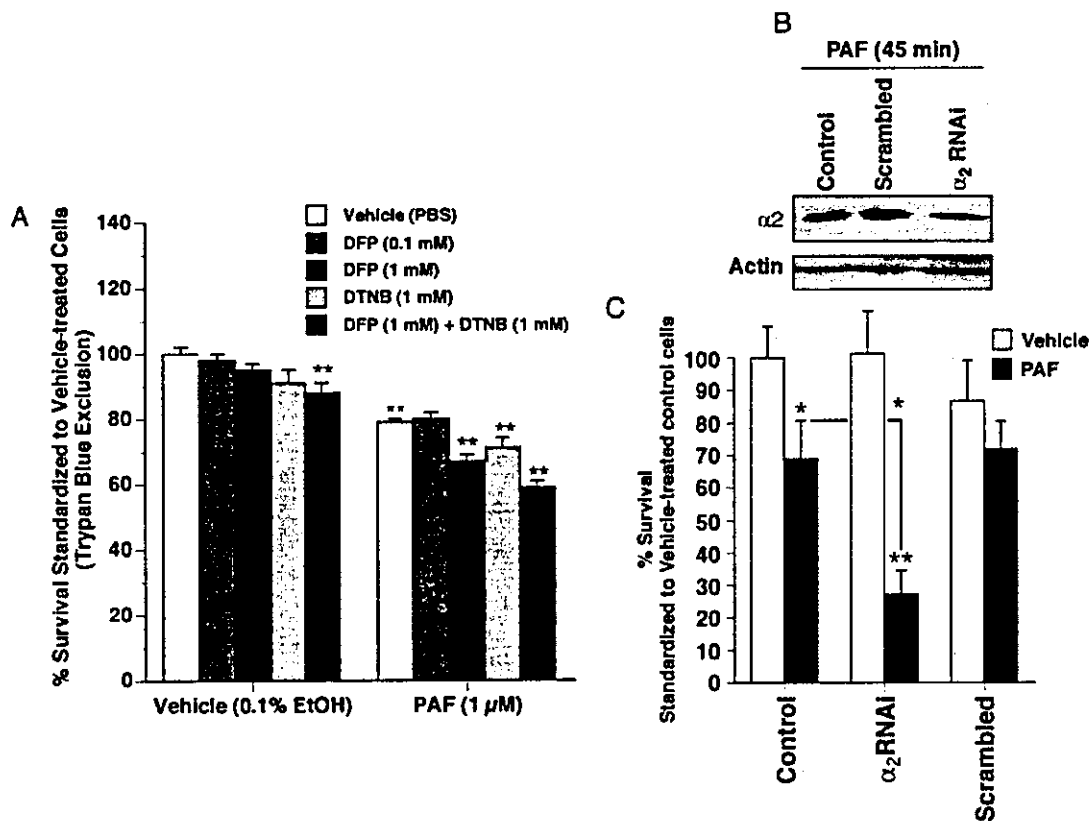 A
% Survival Standardized to Vehicle-treated Cells
(Trypan Blue Exclusion)
140
120
100
80
60
40
20
0
Vehicle (PBS)
DFP (0.1 mM)
DFP (1 mM)
DTNB (1 mM)
DFP (1 mM) + DTNB (1 mM)
**
**
**
**
**
Vehicle (0.1% EtOH)
PAF (1 µM)
B
PAF (45 min)
Control
Scrambled
α₂ RNAi
α2
Actin
C
% Survival
Standardized to Vehicle-treated control cells
100
90
80
70
60
50
40
30
20
10
0
Vehicle
PAF
*
*
**
Control
α₂RNAi
Scrambled